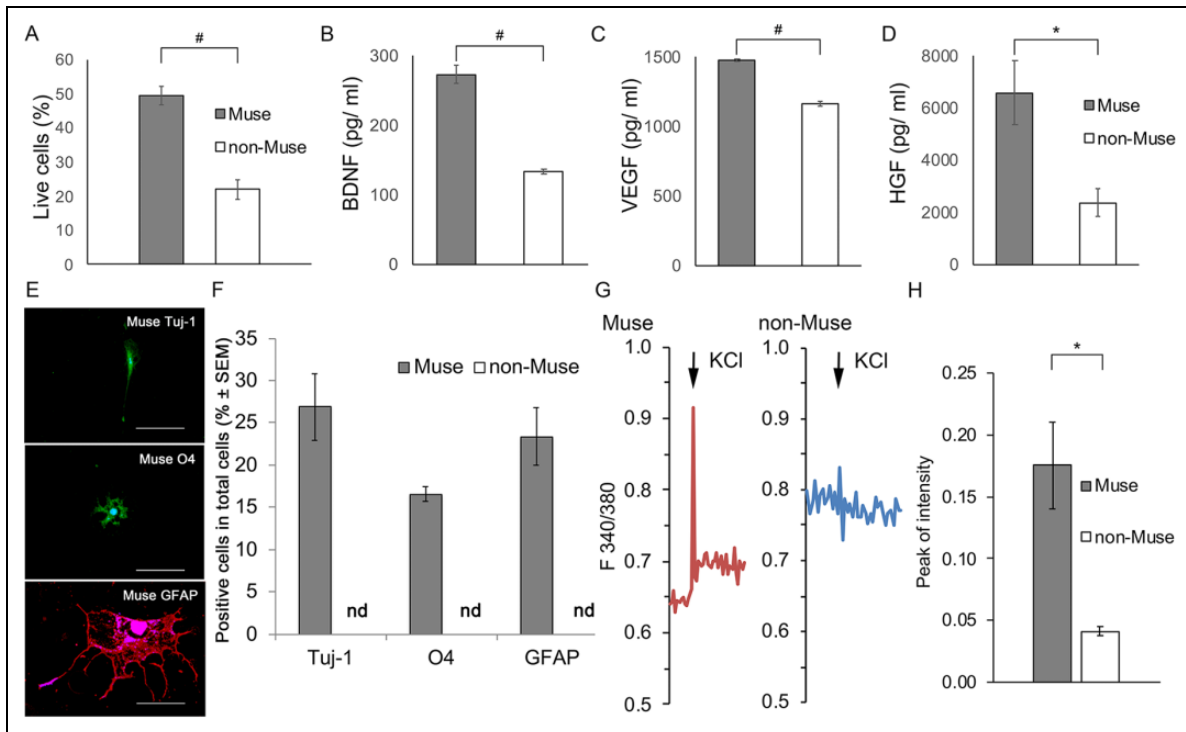 A
Live cells (%)
60
50
40
30
20
10
0
#
Muse
non-Muse
B
BDNF (pg/ ml)
300
200
100
0
#
C
VEGF (pg/ ml)
1500
1000
500
0
#
D
HGF (pg/ ml)
8000
6000
4000
2000
0
*
Muse
non-Muse
E
Muse Tuj-1
Muse O4
Muse GFAP
F
Positive cells in total cells (% ± SEM)
35
30
25
20
15
10
5
0
Muse non-Muse
nd nd nd
Tuj-1 O4 GFAP
G
Muse
F 340/380
1.0
0.9
0.8
0.7
0.6
0.5
KCl
non-Muse
1.0
0.9
0.8
0.7
0.6
0.5
KCl
H
Peak of intensity
0.25
0.20
0.15
0.10
0.05
0.00
*
Muse
non-Muse